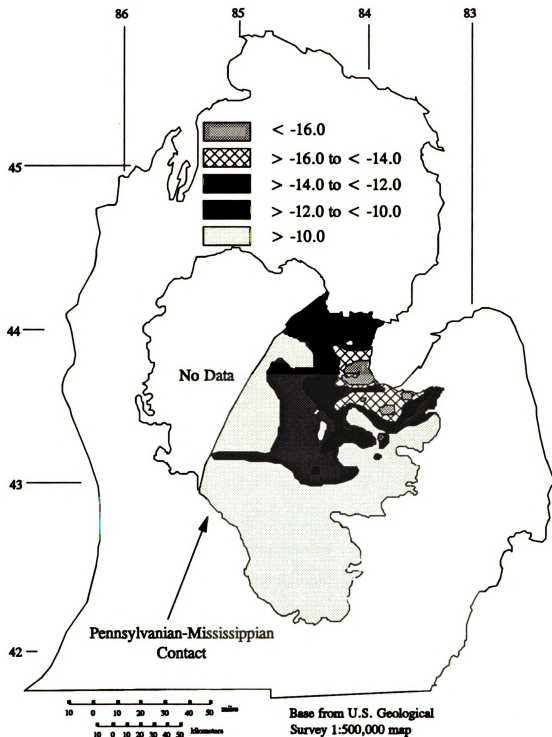 86
85
84
83
< -16.0
> -16.0 to < -14.0
> -14.0 to < -12.0
> -12.0 to < -10.0
> -10.0
45
44
No Data
43
Pennsylvanian-Mississippian
Contact
42
10 0 10 20 30 40 50 miles
10 0 10 20 30 40 50 kilometers
Base from U.S. Geological
Survey 1:500,000 map